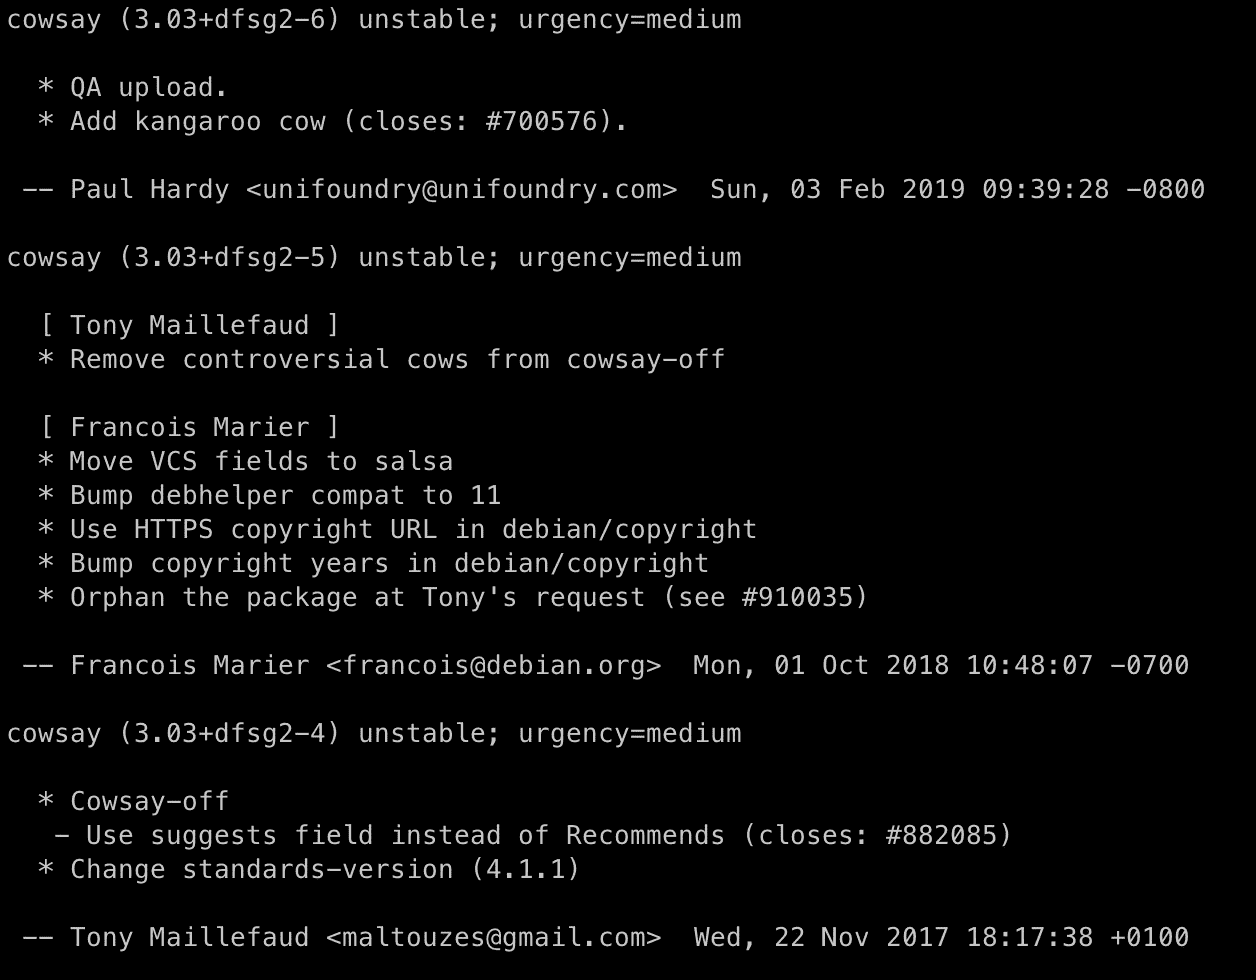 cowsay (3.03+dfsg2-6) unstable; urgency=medium
* QA upload.
* Add kangaroo cow (closes: #700576).
-- Paul Hardy <unifoundry@unifoundry.com>  Sun, 03 Feb 2019 09:39:28 -0800
cowsay (3.03+dfsg2-5) unstable; urgency=medium
[ Tony Maillefaud ]
* Remove controversial cows from cowsay-off
[ Francois Marier ]
* Move VCS fields to salsa
* Bump debhelper compat to 11
* Use HTTPS copyright URL in debian/copyright
* Bump copyright years in debian/copyright
* Orphan the package at Tony's request (see #910035)
-- Francois Marier <francois@debian.org>  Mon, 01 Oct 2018 10:48:07 -0700
cowsay (3.03+dfsg2-4) unstable; urgency=medium
* Cowsay-off
- Use suggests field instead of Recommends (closes: #882085)
* Change standards-version (4.1.1)
-- Tony Maillefaud <maltouzes@gmail.com>  Wed, 22 Nov 2017 18:17:38 +0100